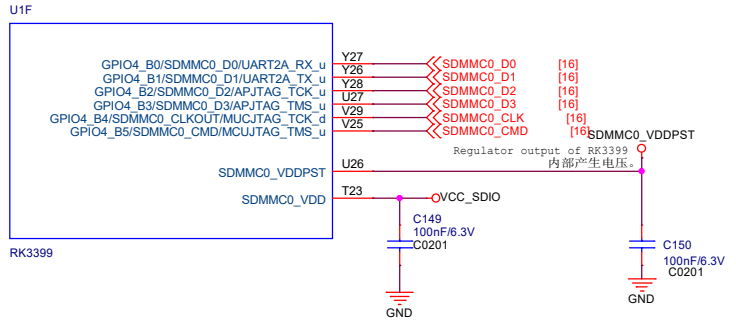 U1F
GPIO4_B0/SDMMC0_D0/UART2A_RX_u Y27 SDMMC0_D0 [16]
GPIO4_B1/SDMMC0_D1/UART2A_TX_u Y26 SDMMC0_D1 [16]
GPIO4_B2/SDMMC0_D2/APJTAG_TCK_u Y28 SDMMC0_D2 [16]
GPIO4_B3/SDMMC0_D3/APJTAG_TMS_u U27 SDMMC0_D3 [16]
GPIO4_B4/SDMMC0_CLKOUT/MUCJTAG_TCK_d V29 SDMMC0_CLK [16]
GPIO4_B5/SDMMC0_CMD/MCUJTAG_TMS_u V25 SDMMC0_CMD [16]
SDMMC0_VDDPST
Regulator output of RK3399
内部产生电压。
SDMMC0_VDDPST U26
SDMMC0_VDD T23 VCC_SDIO
C149
100nF/6.3V
C0201
C150
100nF/6.3V
C0201
RK3399
GND
GND